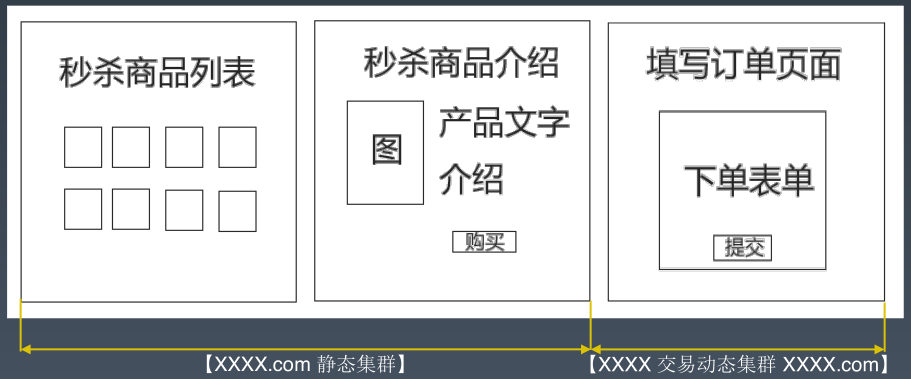 秒杀商品列表
秒杀商品介绍
图
产品文字
介绍
购买
填写订单页面
下单表单
提交
【XXXX.com 静态集群】
【XXXX 交易动态集群 XXXX.com】